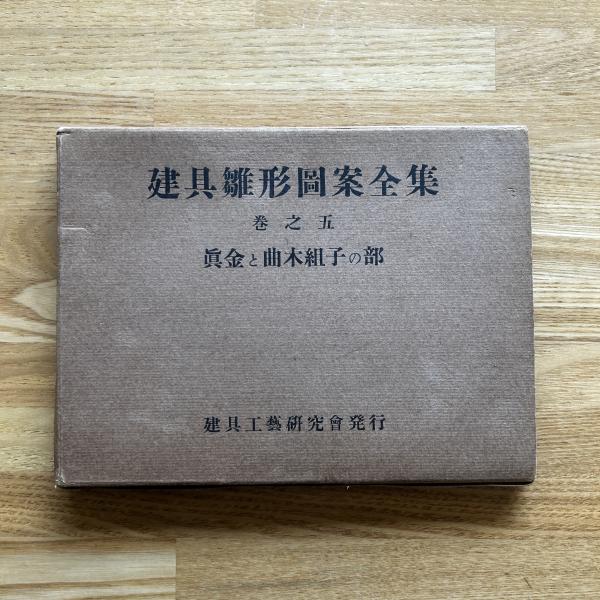 建具雛形圖案全集
巻之五
眞金と曲木組子の部
建具工藝研究會発行